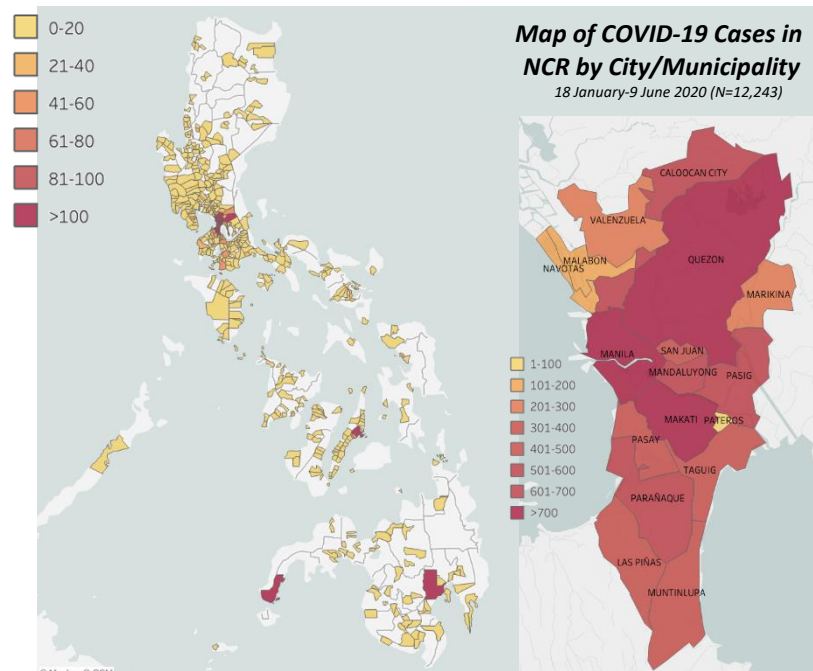 0-20
21-40
41-60
61-80
81-100
>100
Map of COVID-19 Cases in
NCR by City/Municipality
18 January-9 June 2020 (N=12,243)
CALOOCAN CITY
VALENZUELA
MALABON
NAVOTAS
QUEZON
MARIKINA
MANILA
SAN JUAN
MANDALUYONG
PASIG
MAKATI
PATEROS
PASAY
TAGUIG
PARAÑAQUE
LAS PIÑAS
MUNTINLUPA
1-100
101-200
201-300
301-400
401-500
501-600
601-700
>700